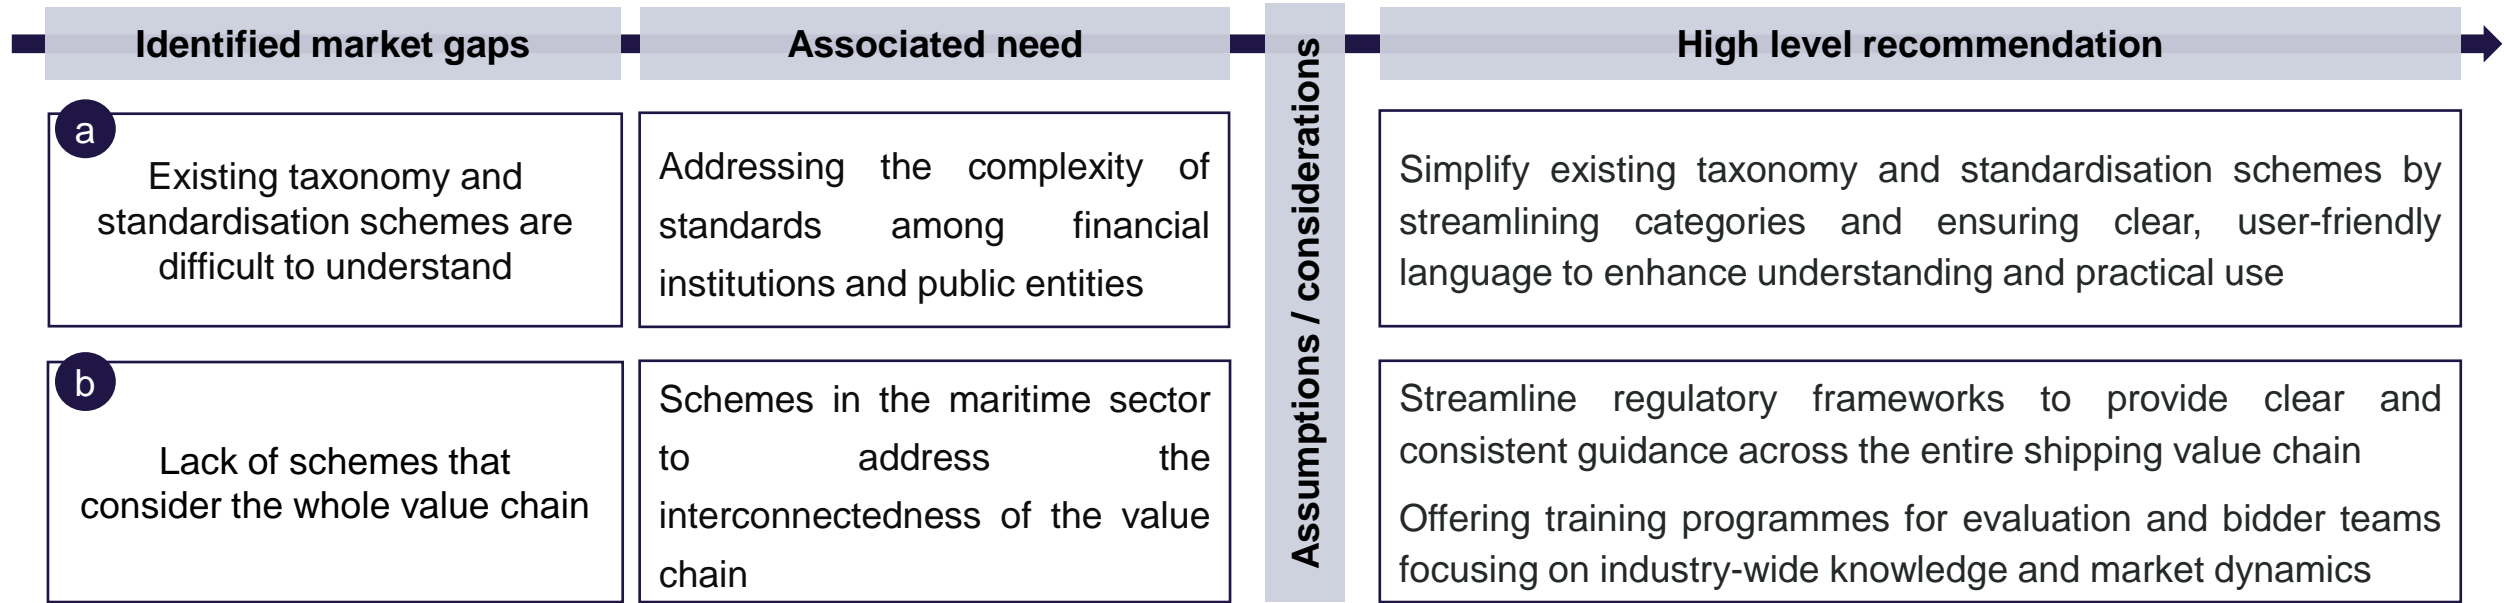 Identified market gaps
Associated need
Assumptions / considerations
High level recommendation
a
Existing taxonomy and
standardisation schemes are
difficult to understand
Addressing the complexity of
standards among financial
institutions and public entities
Simplify existing taxonomy and standardisation schemes by
streamlining categories and ensuring clear, user-friendly
language to enhance understanding and practical use
b
Lack of schemes that
consider the whole value chain
Schemes in the maritime sector
to address the
interconnectedness of the value
chain
Streamline regulatory frameworks to provide clear and
consistent guidance across the entire shipping value chain
Offering training programmes for evaluation and bidder teams
focusing on industry-wide knowledge and market dynamics